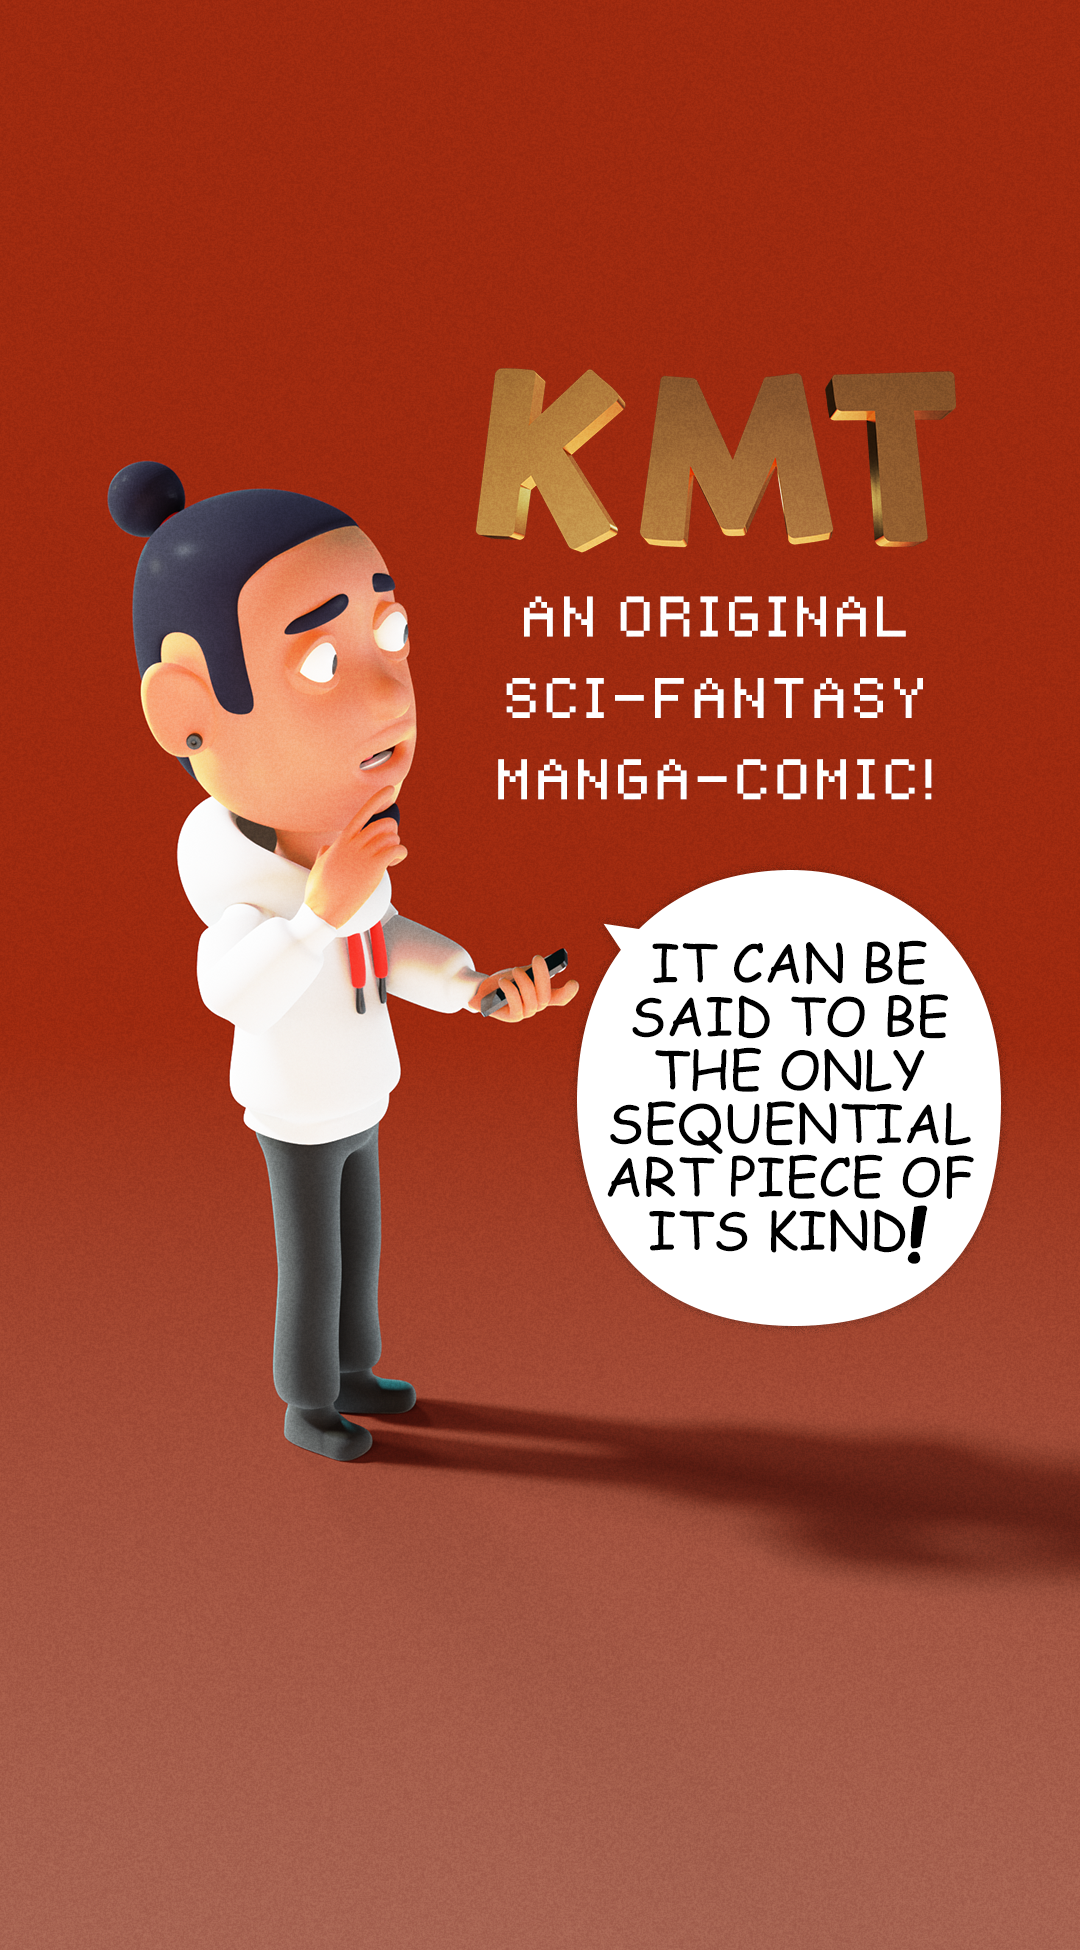 KMT
AN ORIGINAL
SCI-FANTASY
MANGA-COMIC!
IT CAN BE
SAID TO BE
THE ONLY
SEQUENTIAL
ART PIECE OF
ITS KIND!